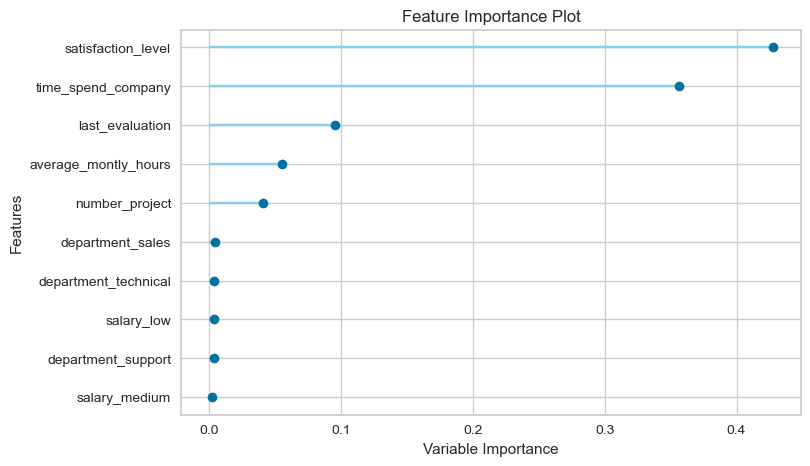 Feature Importance Plot
Features
satisfaction_level
time_spend_company
last_evaluation
average_montly_hours
number_project
department_sales
department_technical
salary_low
department_support
salary_medium
0.0 0.1 0.2 0.3 0.4
Variable Importance